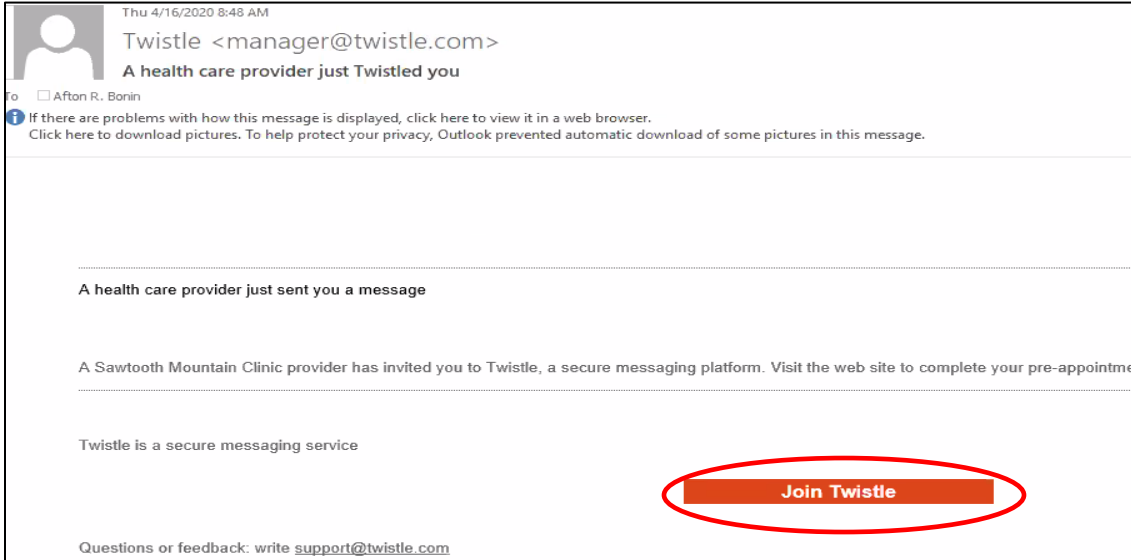 Thu 4/16/2020 8:48 AM
Twistle <manager@twistle.com>
A health care provider just Twistled you
To Afton R. Bonin
If there are problems with how this message is displayed, click here to view it in a web browser.
Click here to download pictures. To help protect your privacy, Outlook prevented automatic download of some pictures in this message.
A health care provider just sent you a message
A Sawtooth Mountain Clinic provider has invited you to Twistle, a secure messaging platform. Visit the web site to complete your pre-appointme
Twistle is a secure messaging service
Join Twistle
Questions or feedback: write support@twistle.com